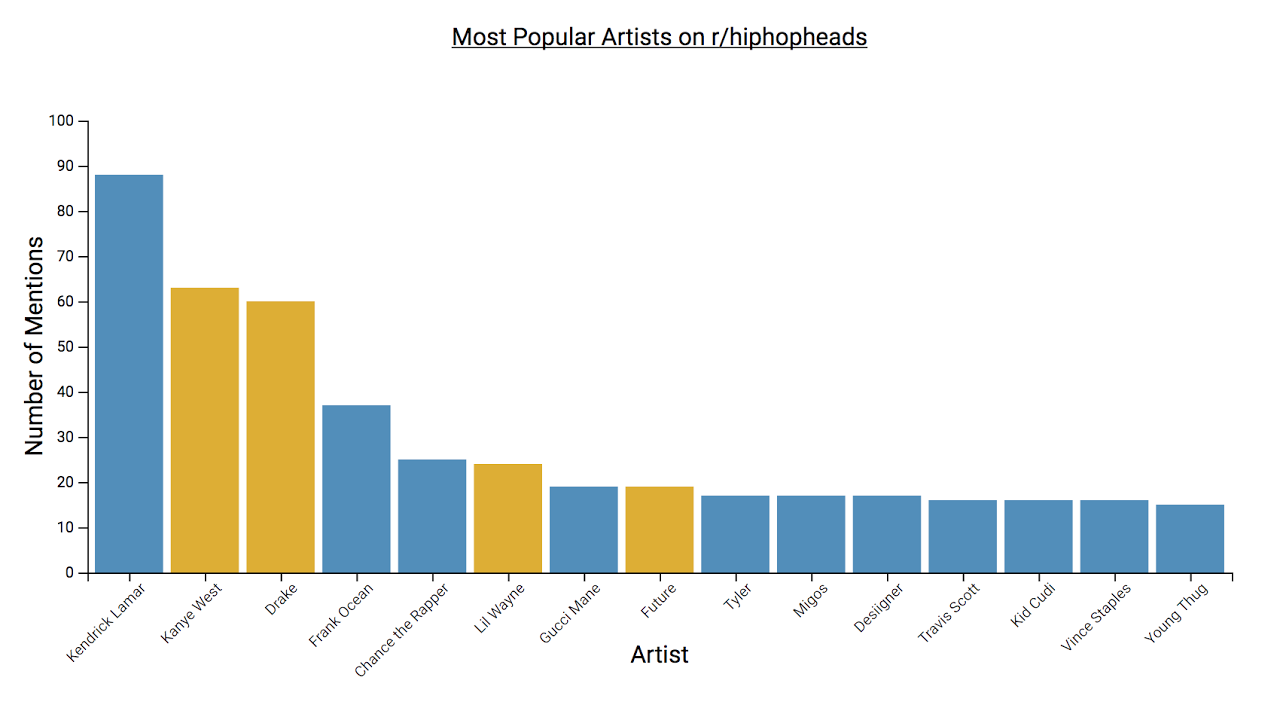 Most Popular Artists on r/hiphopheads
Number of Mentions
100
90
80
70
60
50
40
30
20
10
0
Kendrick Lamar
Kanye West
Drake
Frank Ocean
Chance the Rapper
Lil Wayne
Gucci Mane
Future
Tyler
Migos
Desiigner
Travis Scott
Kid Cudi
Vince Staples
Young Thug
Artist